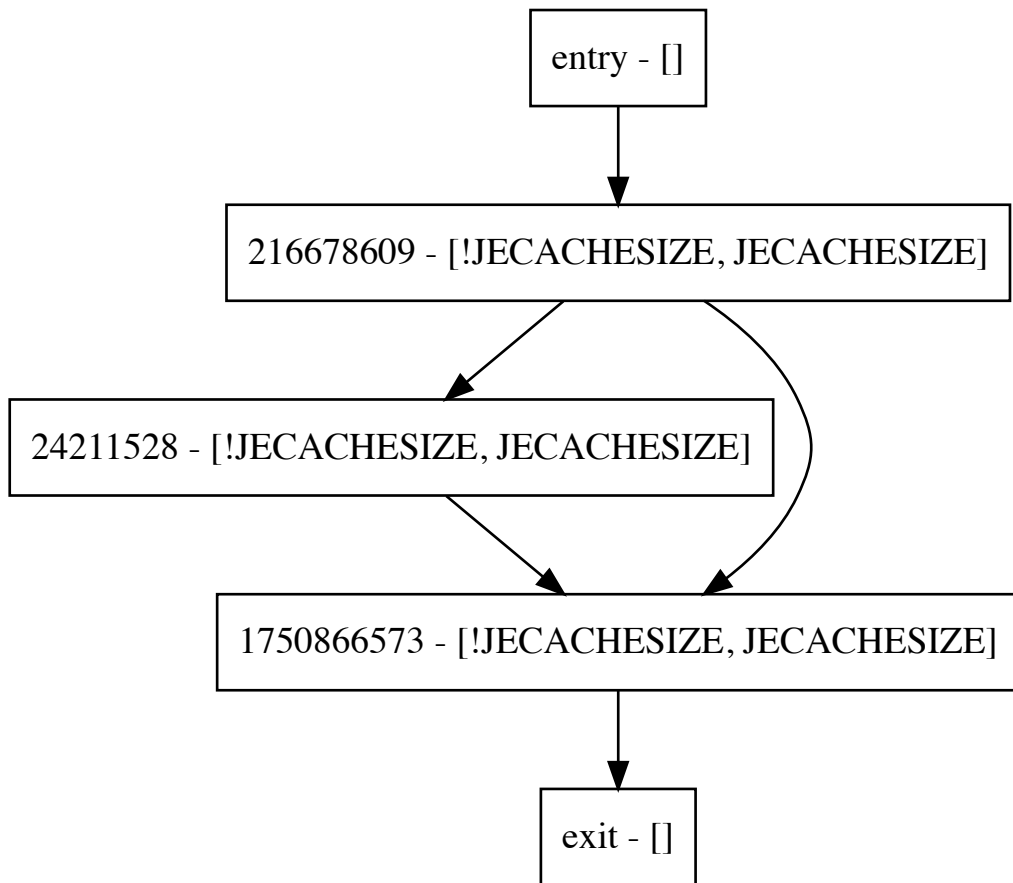 entry - []
216678609 - [!JECACHESIZE, JECACHESIZE]
24211528 - [!JECACHESIZE, JECACHESIZE]
1750866573 - [!JECACHESIZE, JECACHESIZE]
exit - []